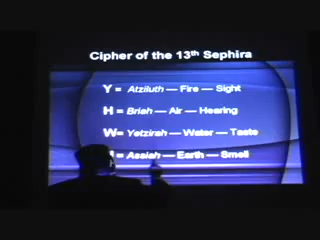 Cipher of the 13th Sephira
Y = Atziluth — Fire — Sight
H = Briah — Air — Hearing
W= Yetzirah — Water — Taste
= Assiah — Earth — Smell